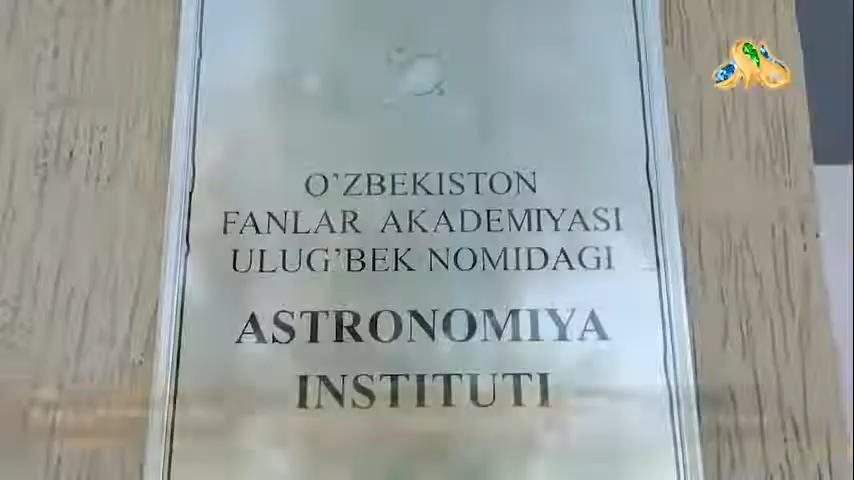 O'ZBEKISTON
FANLAR AKADEMIYASI
ULUG'BEK NOMIDAGI
ASTRONOMIYA
INSTITUTI